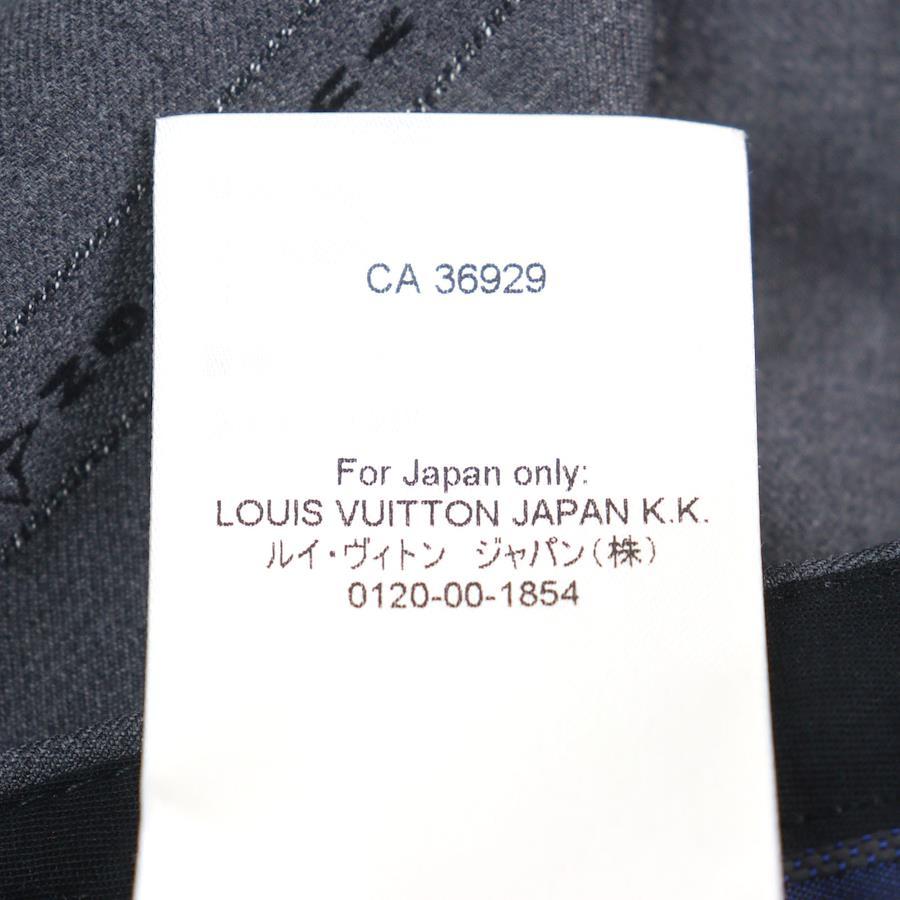 CA 36929
For Japan only:
LOUIS VUITTON JAPAN K.K.
ルイ・ヴィトン ジャパン(株)
0120-00-1854